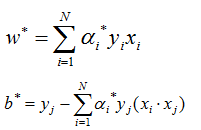 w* = ∑_{i=1}^{N} α_i* y_i x_i
b* = y_j − ∑_{i=1}^{N} α_i* y_j (x_i · x_j)